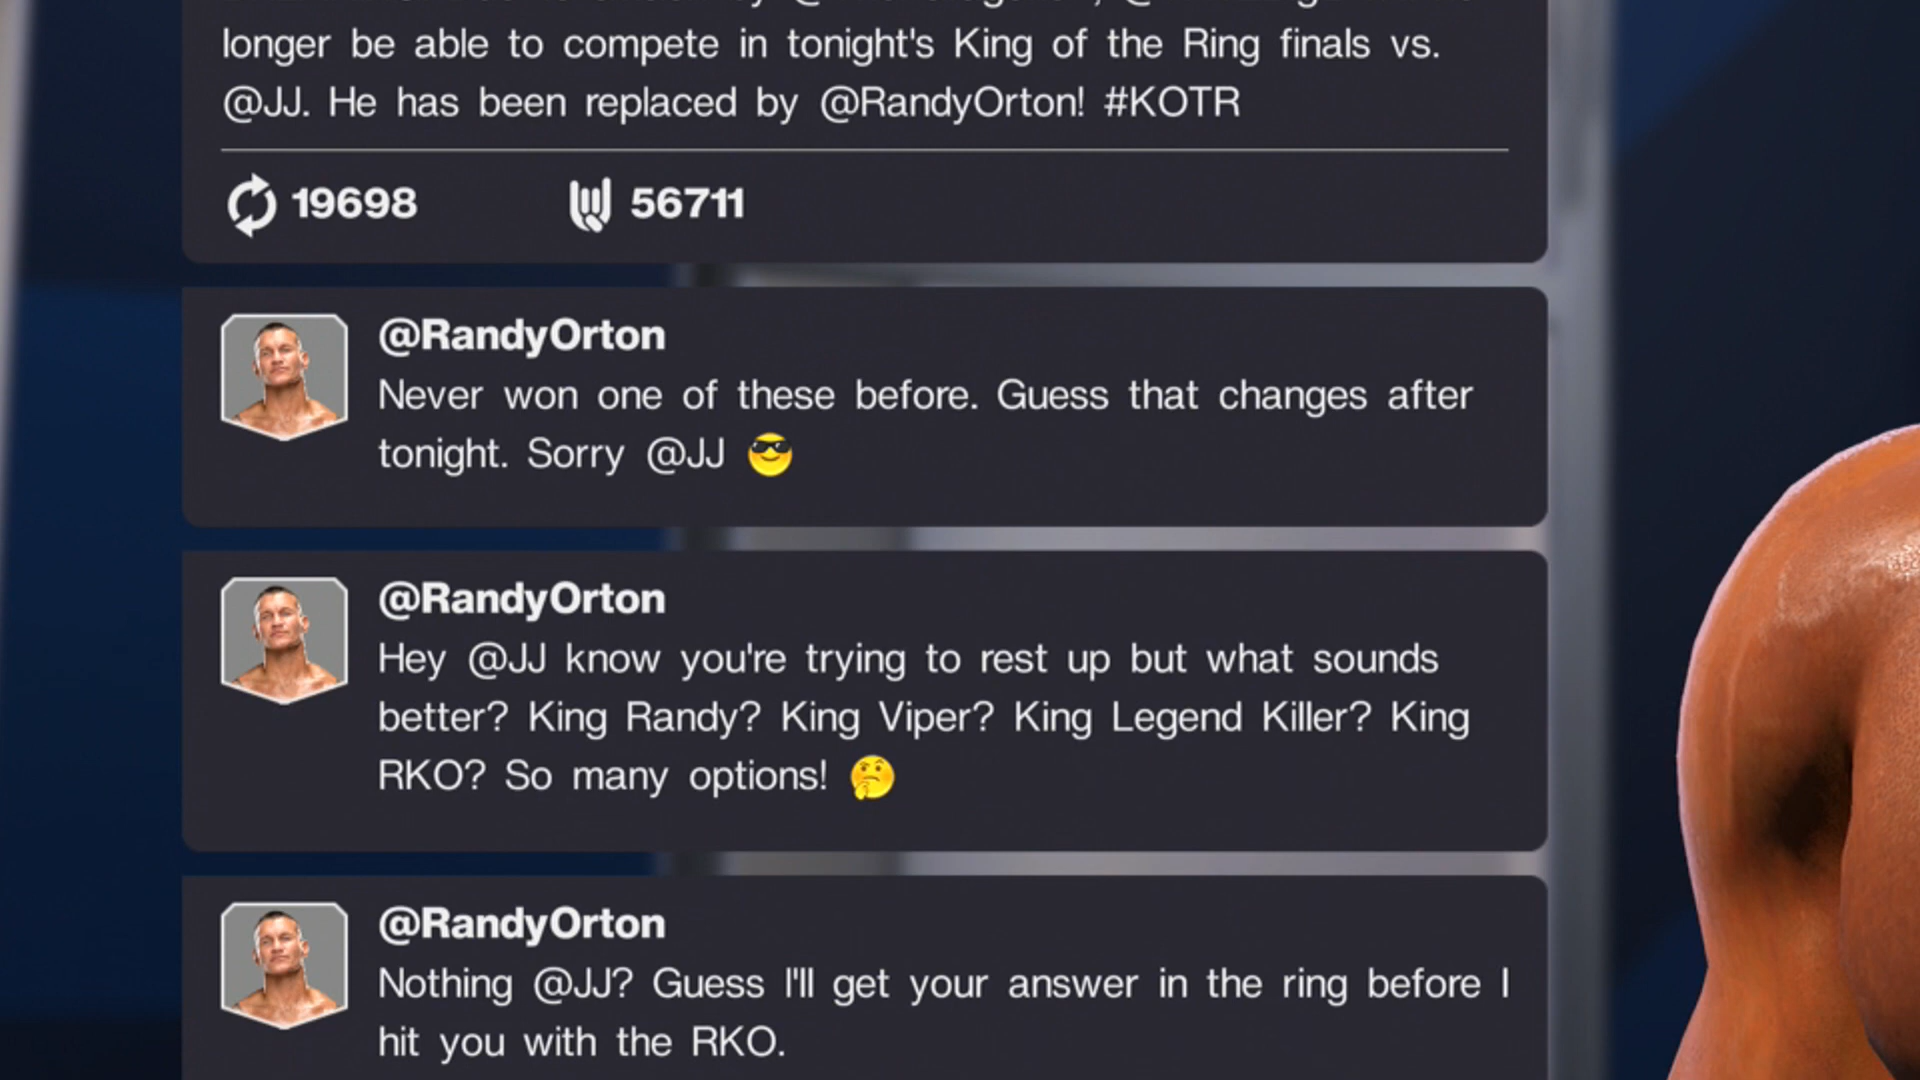 longer be able to compete in tonight's King of the Ring finals vs.
@JJ. He has been replaced by @RandyOrton! #KOTR
19698 56711
@RandyOrton
Never won one of these before. Guess that changes after
tonight. Sorry @JJ 😎
@RandyOrton
Hey @JJ know you're trying to rest up but what sounds
better? King Randy? King Viper? King Legend Killer? King
RKO? So many options! 🤔
@RandyOrton
Nothing @JJ? Guess I'll get your answer in the ring before I
hit you with the RKO.